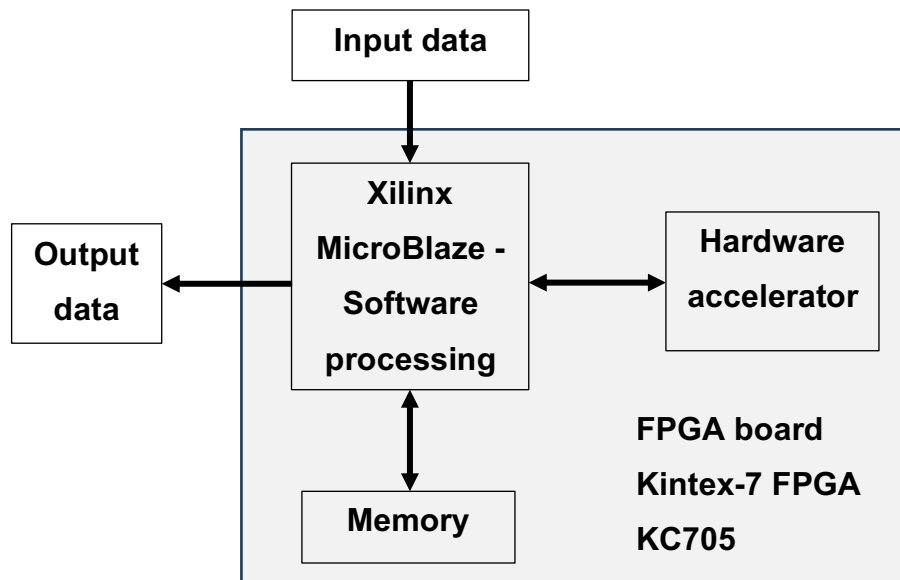 Input data
Xilinx
MicroBlaze -
Software
processing
Hardware
accelerator
Output
data
Memory
FPGA board
Kintex-7 FPGA
KC705